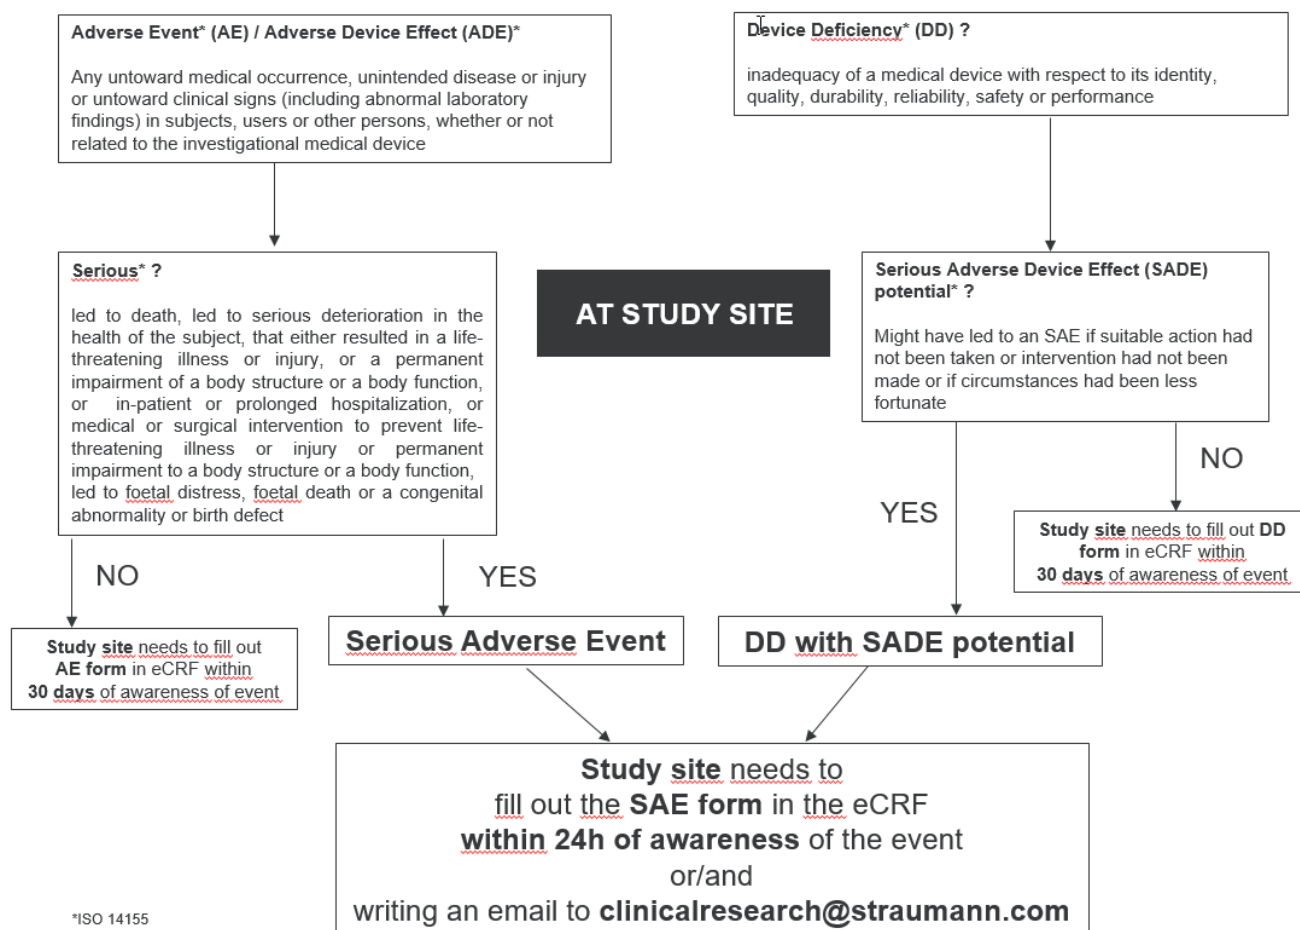 Adverse Event* (AE) / Adverse Device Effect (ADE)*
Any untoward medical occurrence, unintended disease or injury
or untoward clinical signs (including abnormal laboratory
findings) in subjects, users or other persons, whether or not
related to the investigational medical device
Device Deficiency* (DD) ?
inadequacy of a medical device with respect to its identity,
quality, durability, reliability, safety or performance
Serious* ?
led to death, led to serious deterioration in the
health of the subject, that either resulted in a life-
threatening illness or injury, or a permanent
impairment of a body structure or a body function,
or in-patient or prolonged hospitalization, or
medical or surgical intervention to prevent life-
threatening illness or injury or permanent
impairment to a body structure or a body function,
led to foetal distress, foetal death or a congenital
abnormality or birth defect
AT STUDY SITE
Serious Adverse Device Effect (SADE)
potential* ?
Might have led to an SAE if suitable action had
not been taken or intervention had not been
made or if circumstances had been less
fortunate
NO
YES
YES
NO
Study site needs to fill out
AE form in eCRF within
30 days of awareness of event
Serious Adverse Event
DD with SADE potential
Study site needs to fill out DD
form in eCRF within
30 days of awareness of event
Study site needs to
fill out the SAE form in the eCRF
within 24h of awareness of the event
or/and
writing an email to clinicalresearch@straumann.com
*ISO 14155